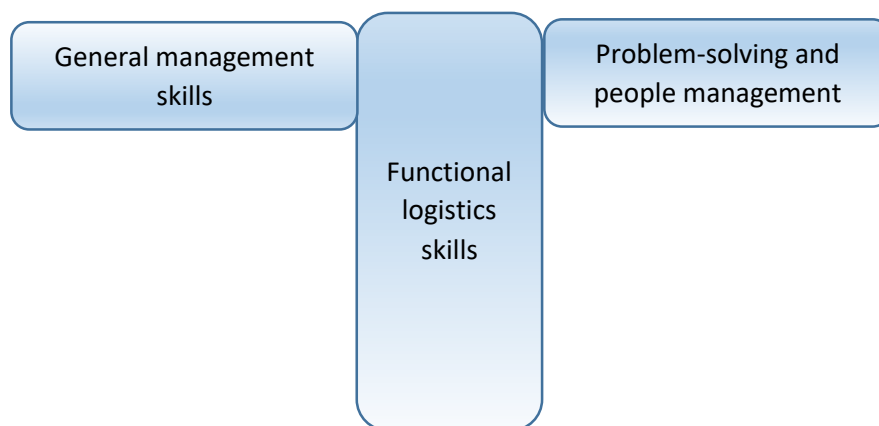 General management
skills
Functional
logistics
skills
Problem-solving and
people management